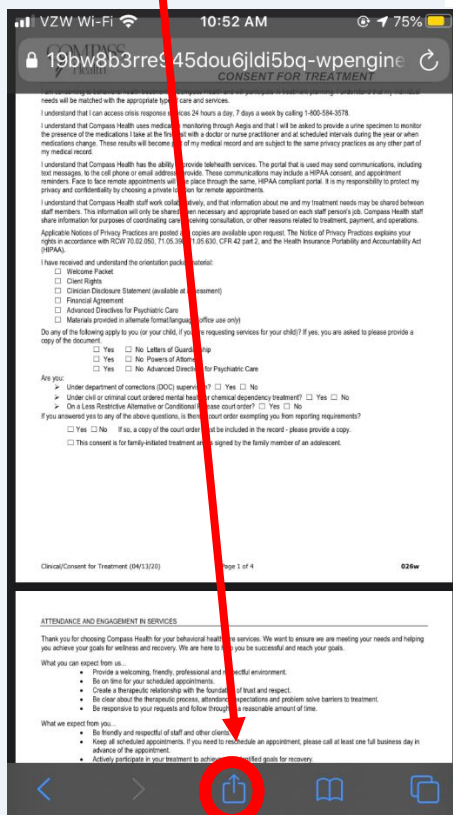 VZW Wi-Fi 10:52 AM 75%
COMPASS
Health
19bw8b3rre945dou6jldi5bq-wpengine
CONSENT FOR TREATMENT
needs will be matched with the appropriate type of care and services.
I understand that I can access crisis response services 24 hours a day, 7 days a week by calling 1-800-584-3578.
I understand that Compass Health uses medication monitoring through Aegis and that I will be asked to provide a urine specimen to monitor
the presence of the medications I take at the first visit with a doctor or nurse practitioner and at scheduled intervals during the year or when
medications change. These results will become part of my medical record and are subject to the same privacy practices as any other part of
my medical record.
I understand that Compass Health has the ability to provide telehealth services. The portal that is used may send communications, including
text messages, to the cell phone or email address I provide. These communications may include a HIPAA consent, and appointment
reminders. Face to face remote appointments will take place through the same, HIPAA compliant portal. It is my responsibility to protect my
privacy and confidentiality by choosing a private location for remote appointments.
I understand that Compass Health staff work collaboratively, and that information about me and my treatment needs may be shared between
staff members. This information will only be shared when necessary and appropriate based on each staff person's job. Compass Health staff
share information for purposes of coordinating care, receiving consultation, or other reasons related to treatment, payment, and operations.
Applicable Notices of Privacy Practices are posted and copies are available upon request. The Notice of Privacy Practices explains your
rights in accordance with RCW 70.02.050, 71.05.390, 71.05.630, CFR 42 part 2, and the Health Insurance Portability and Accountability Act
(HIPAA).
I have received and understand the orientation packet material:
☐ Welcome Packet
☐ Client Rights
☐ Clinician Disclosure Statement (available at assessment)
☐ Financial Agreement
☐ Advanced Directives for Psychiatric Care
☐ Materials provided in alternate format/language (office use only)
Do any of the following apply to you (or your child, if you are requesting services for your child)? If yes, you are asked to please provide a
copy of the document.
☐ Yes ☐ No Letters of Guardianship
☐ Yes ☐ No Powers of Attorney
☐ Yes ☐ No Advanced Directives for Psychiatric Care
Are you:
➢ Under department of corrections (DOC) supervision? ☐ Yes ☐ No
➢ Under civil or criminal court ordered mental health or chemical dependency treatment? ☐ Yes ☐ No
➢ On a Less Restrictive Alternative or Conditional Release court order? ☐ Yes ☐ No
If you answered yes to any of the above questions, is there a court order exempting you from reporting requirements?
☐ Yes ☐ No If so, a copy of the court order must be included in the record - please provide a copy.
☐ This consent is for family-initiated treatment and is signed by the family member of an adolescent.
Clinical/Consent for Treatment (04/13/20) Page 1 of 4 026w
ATTENDANCE AND ENGAGEMENT IN SERVICES
Thank you for choosing Compass Health for your behavioral healthcare services. We want to ensure we are meeting your needs and helping
you achieve your goals for wellness and recovery. We are here to help you be successful and reach your goals.
What you can expect from us...
• Provide a welcoming, friendly, professional and respectful environment.
• Be on time for your scheduled appointments.
• Create a therapeutic relationship with the foundation of trust and respect.
• Be clear about the therapeutic process, attendance expectations and problem solve barriers to treatment.
• Be responsive to your requests and follow through in a reasonable amount of time.
What we expect from you...
• Be friendly and respectful of staff and other clients.
• Keep all scheduled appointments. If you need to reschedule an appointment, please call at least one full business day in
advance of the appointment.
• Actively participate in your treatment to achieve your identified goals for recovery.